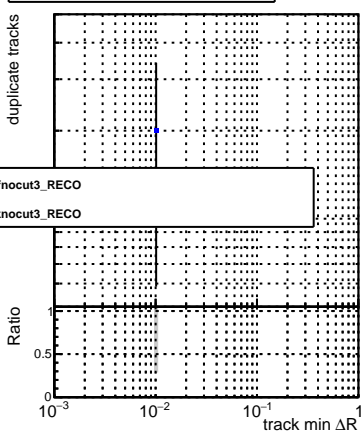 duplicate tracks
nocut3_RECO
nocut3_RECO
Ratio
1
0.5
0
10⁻³ 10⁻² 10⁻¹ 1
track min ΔR